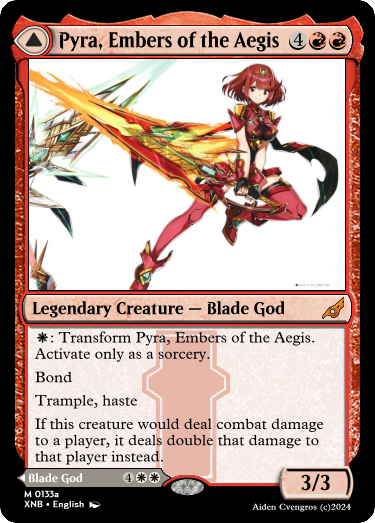 Pyra, Embers of the Aegis 4
Legendary Creature — Blade God
: Transform Pyra, Embers of the Aegis.
Activate only as a sorcery.
Bond
Trample, haste
If this creature would deal combat damage
to a player, it deals double that damage to
that player instead.
Blade God 4
3/3
M 0133a
XNB • English
Aiden Cvengros (c)2024